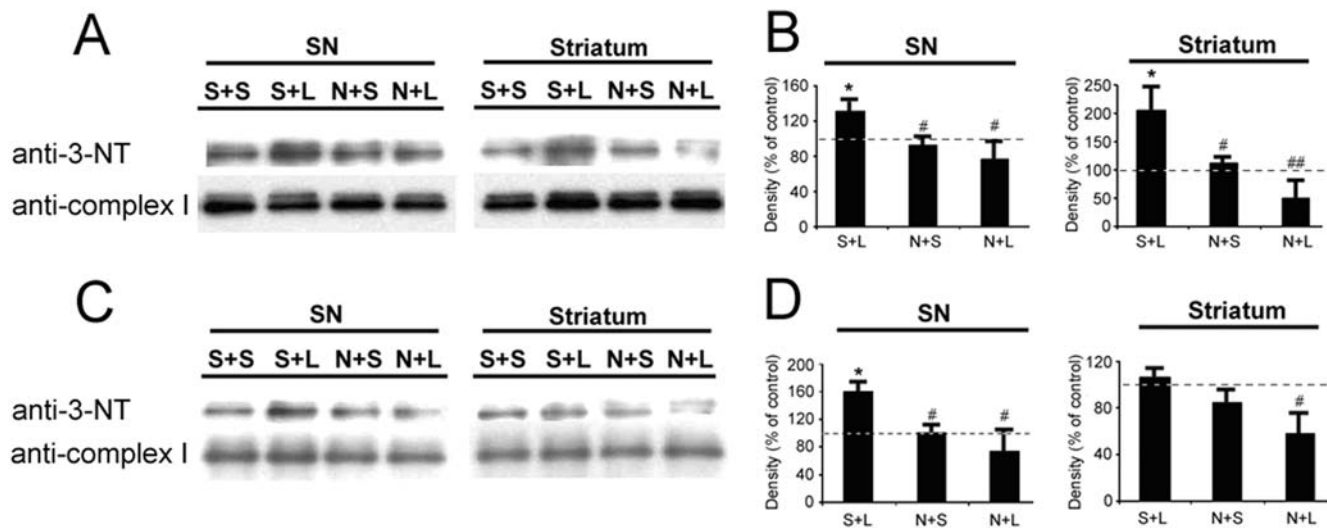 A
SN
Striatum
S+S S+L N+S N+L
S+S S+L N+S N+L
anti-3-NT
anti-complex I
B
SN
Striatum
Density (% of control)
160
120
80
40
0
*
#
#
S+L N+S N+L
Density (% of control)
250
200
150
100
100
50
0
*
#
##
S+L N+S N+L
C
SN
Striatum
S+S S+L N+S N+L
S+S S+L N+S N+L
anti-3-NT
anti-complex I
D
SN
Striatum
Density (% of control)
200
160
100
80
40
0
*
#
#
S+L N+S N+L
Density (% of control)
120
80
40
0
#
S+L N+S N+L